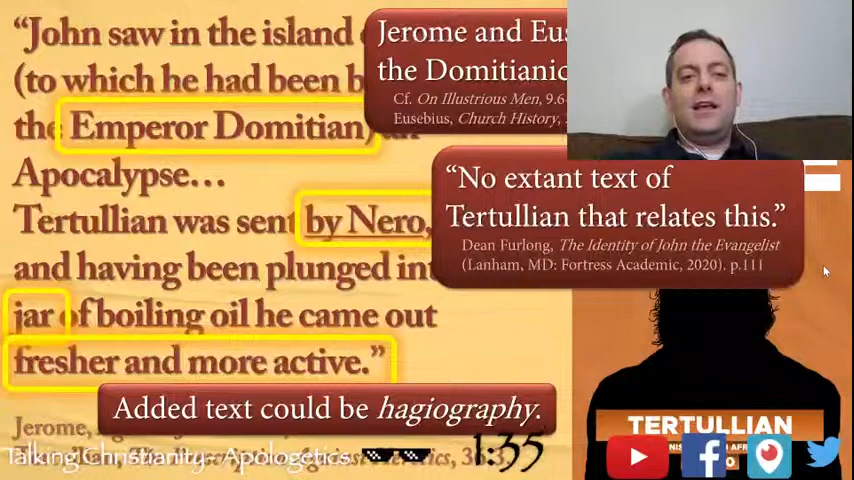 “John saw in the island
(to which he had been b
the Emperor Domitian)
Apocalypse…
Tertullian was sent by Nero,
and having been plunged int
jar of boiling oil he came out
fresher and more active.”
Jerome and Eus
the Domitianic
Cf. On Illustrious Men, 9.6
Eusebius, Church History,
“No extant text of
Tertullian that relates this.”
Dean Furlong, The Identity of John the Evangelist
(Lanham, MD: Fortress Academic, 2020). p.111
Added text could be hagiography.
Jerome,
Talking Christianity - Apologetics
Heretics, 36.3
1:35
TERTULLIAN